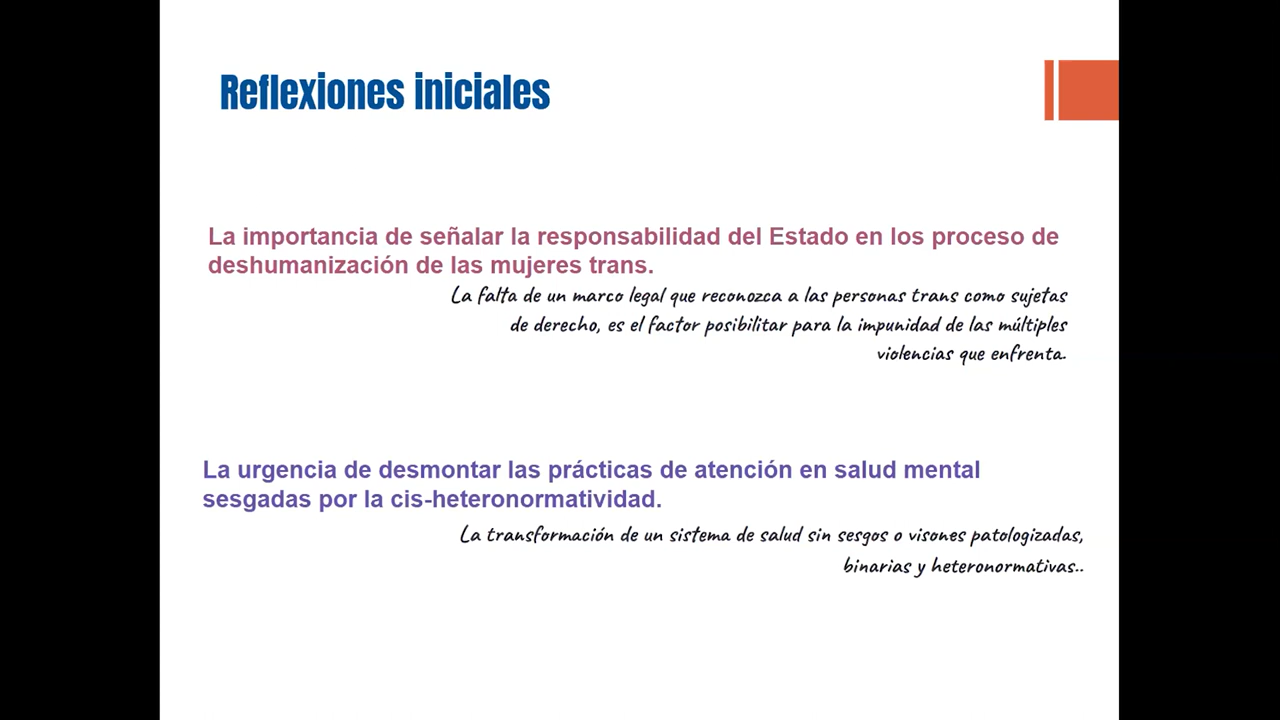 Reflexiones iniciales
La importancia de señalar la responsabilidad del Estado en los proceso de
deshumanización de las mujeres trans.
La falta de un marco legal que reconozca a las personas trans como sujetas
de derecho, es el factor posibilitar para la impunidad de las múltiples
violencias que enfrenta.
La urgencia de desmontar las prácticas de atención en salud mental
sesgadas por la cis-heteronormatividad.
La transformación de un sistema de salud sin sesgos o visones patologizadas,
binarias y heteronormativas..